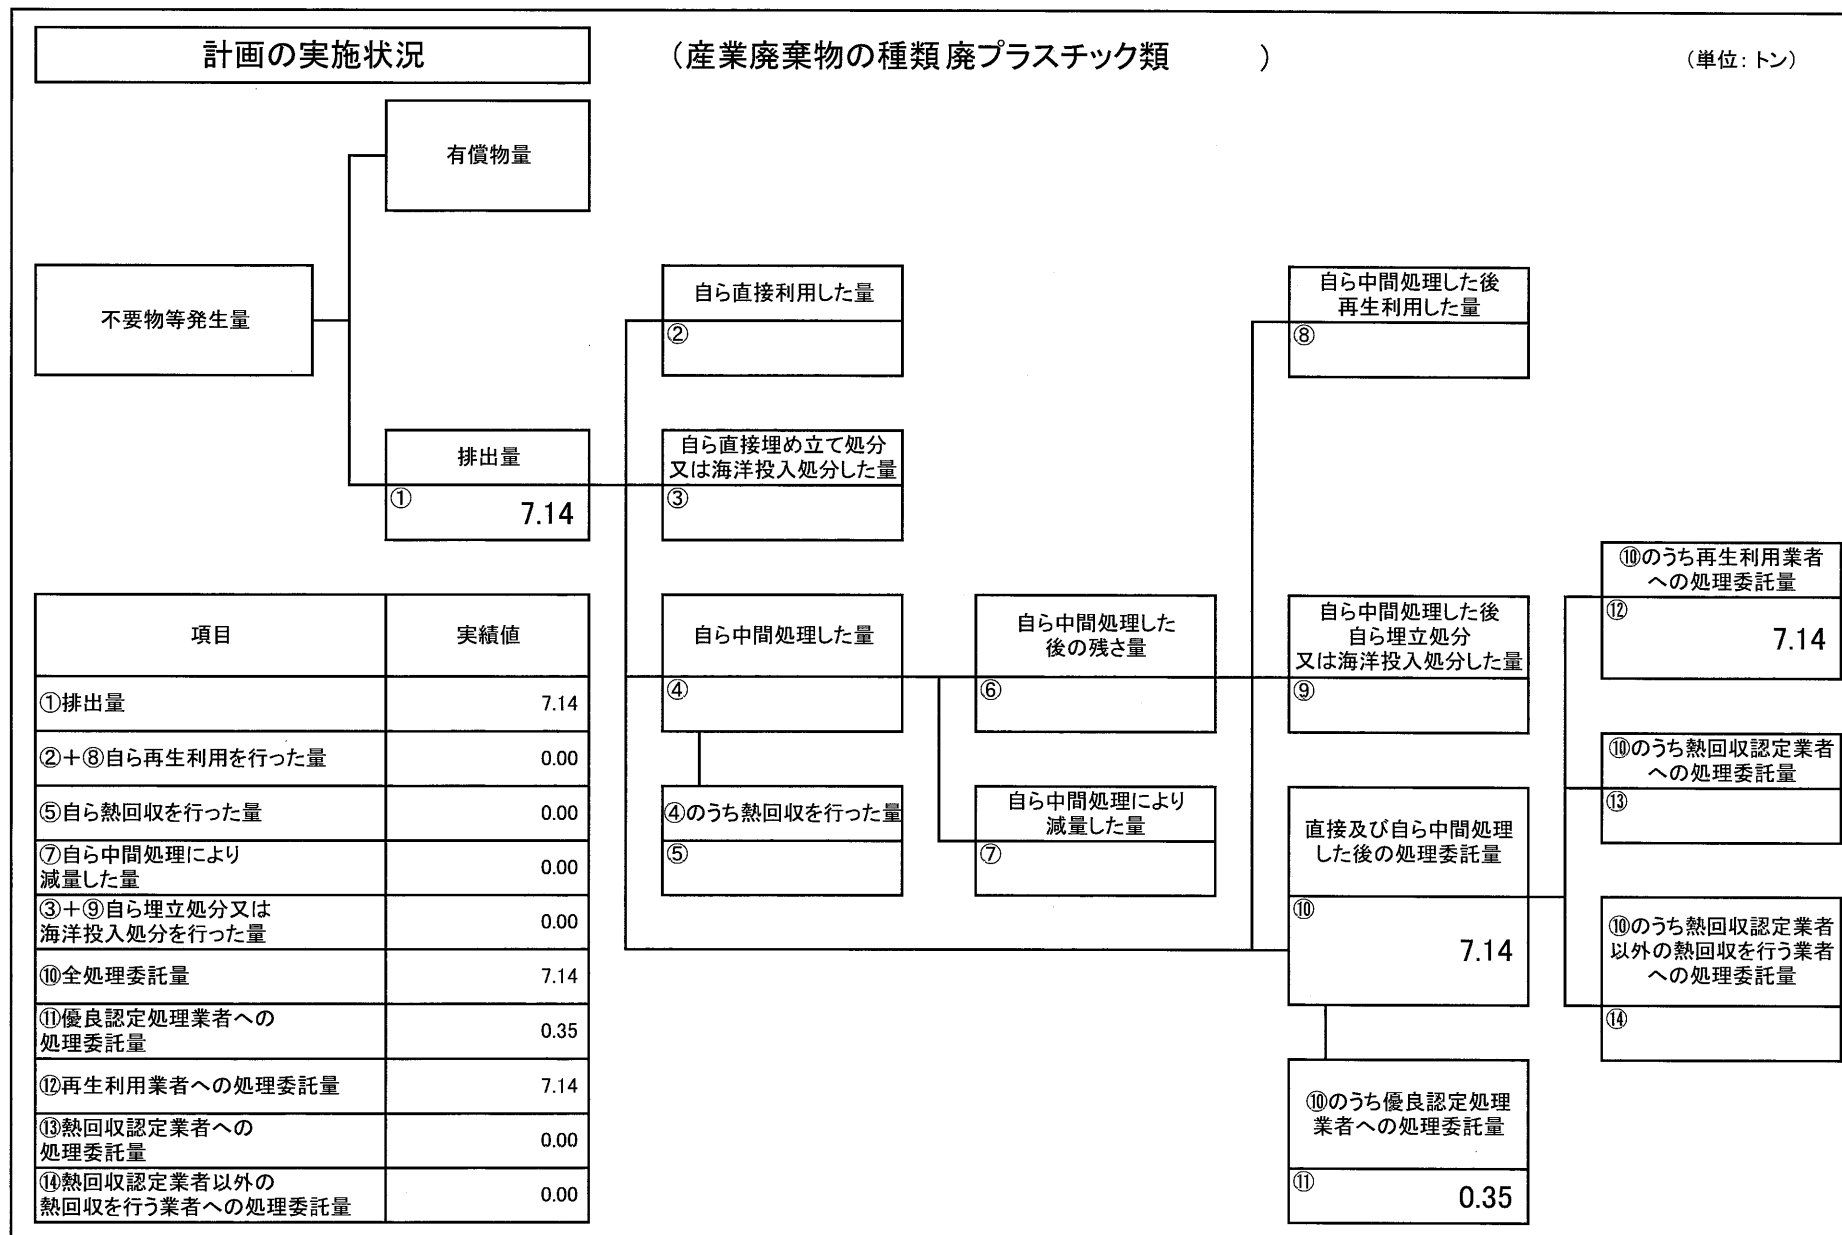 計画の実施状況
（産業廃棄物の種類 廃プラスチック類　　　）
（単位：トン）
有償物量
不要物等発生量
自ら直接利用した量
②
自ら中間処理した後
再生利用した量
⑧
排出量
①
7.14
自ら直接埋め立て処分
又は海洋投入処分した量
③
⑩のうち再生利用業者
への処理委託量
⑫
7.14
自ら中間処理した量
④
自ら中間処理した
後の残さ量
⑥
自ら中間処理した後
自ら埋立処分
又は海洋投入処分した量
⑨
⑩のうち熱回収認定業者
への処理委託量
⑬
④のうち熱回収を行った量
⑤
自ら中間処理により
減量した量
⑦
直接及び自ら中間処理
した後の処理委託量
⑩
7.14
⑩のうち熱回収認定業者
以外の熱回収を行う業者
への処理委託量
⑭
⑩のうち優良認定処理
業者への処理委託量
⑪
0.35
項目 実績値
①排出量 7.14
②＋⑧自ら再生利用を行った量 0.00
⑤自ら熱回収を行った量 0.00
⑦自ら中間処理により
減量した量 0.00
③＋⑨自ら埋立処分又は
海洋投入処分を行った量 0.00
⑩全処理委託量 7.14
⑪優良認定処理業者への
処理委託量 0.35
⑫再生利用業者への処理委託量 7.14
⑬熱回収認定業者への
処理委託量 0.00
⑭熱回収認定業者以外の
熱回収を行う業者への処理委託量 0.00